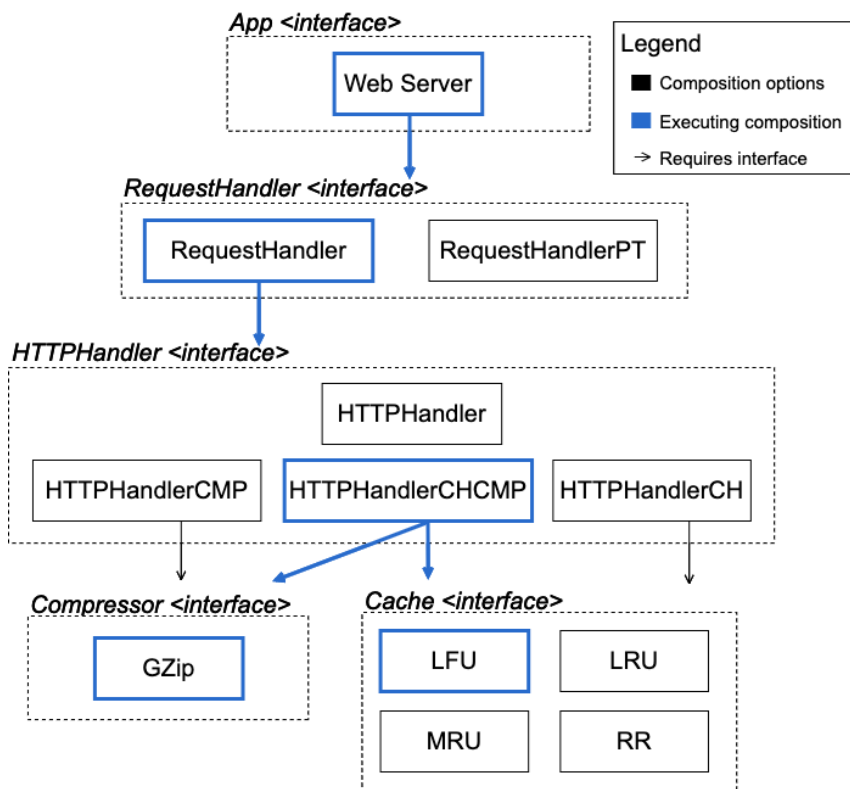 App <interface>
Web Server
Legend
Composition options
Executing composition
Requires interface
RequestHandler <interface>
RequestHandler
RequestHandlerPT
HTTPHandler <interface>
HTTPHandler
HTTPHandlerCMP
HTTPHandlerCHCMP
HTTPHandlerCH
Compressor <interface>
GZip
Cache <interface>
LFU
LRU
MRU
RR